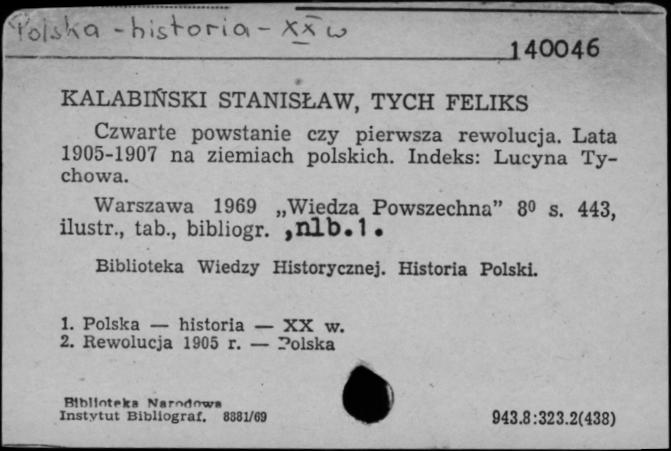 Polska - historia - XX w
140046
KALABIŃSKI STANISŁAW, TYCH FELIKS
Czwarte powstanie czy pierwsza rewolucja. Lata
1905-1907 na ziemiach polskich. Indeks: Lucyna Ty-
chowa.
Warszawa 1969 „Wiedza Powszechna” 8⁰ s. 443,
ilustr., tab., bibliogr. ,nlb.1.
Biblioteka Wiedzy Historycznej. Historia Polski.
1. Polska — historia — XX w.
2. Rewolucja 1905 r. — Polska
Biblioteka Narodowa
Instytut Bibliograf. 8381/69
943.8:323.2(438)